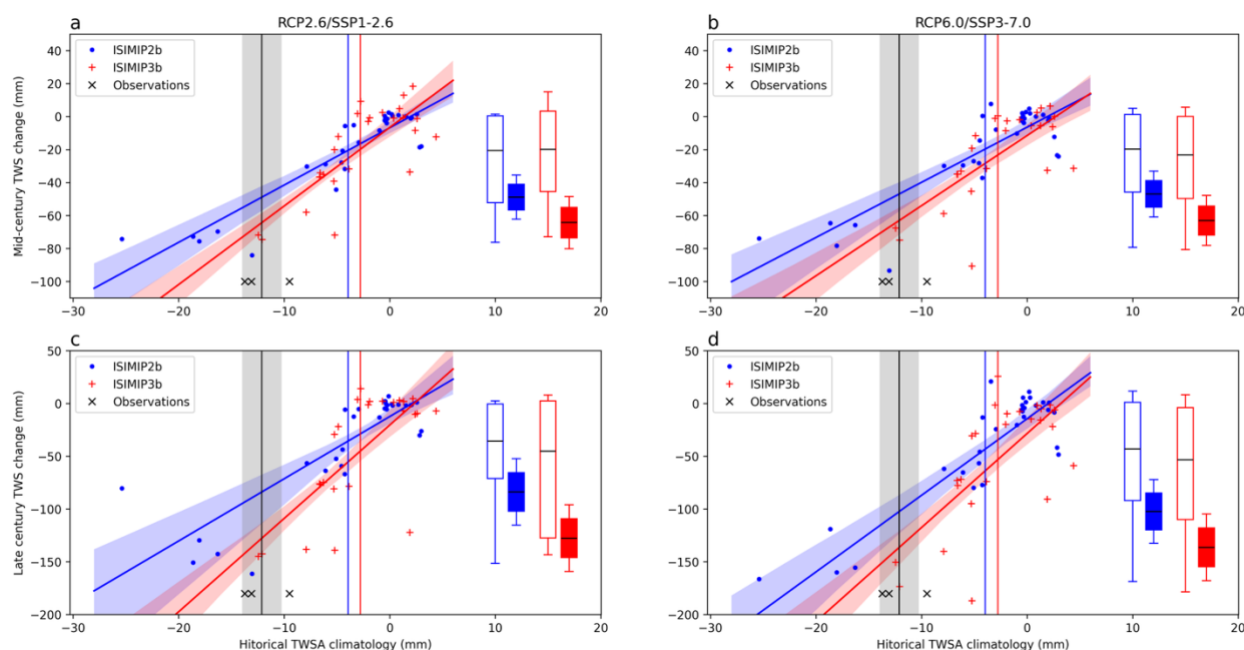 RCP2.6/SSP1-2.6
RCP6.0/SSP3-7.0
a
b
ISIMIP2b
ISIMIP3b
Observations
ISIMIP2b
ISIMIP3b
Observations
Mid-century TWS change (mm)
40
20
0
−20
−40
−60
−80
−100
40
20
0
−20
−40
−60
−80
−100
−30
−20
−10
0
10
20
−30
−20
−10
0
10
20
c
d
ISIMIP2b
ISIMIP3b
Observations
ISIMIP2b
ISIMIP3b
Observations
Late century TWS change (mm)
50
0
−50
−100
−150
−200
50
0
−50
−100
−150
−200
−30
−20
−10
0
10
20
−30
−20
−10
0
10
20
Hitorical TWSA climatology (mm)
Hitorical TWSA climatology (mm)